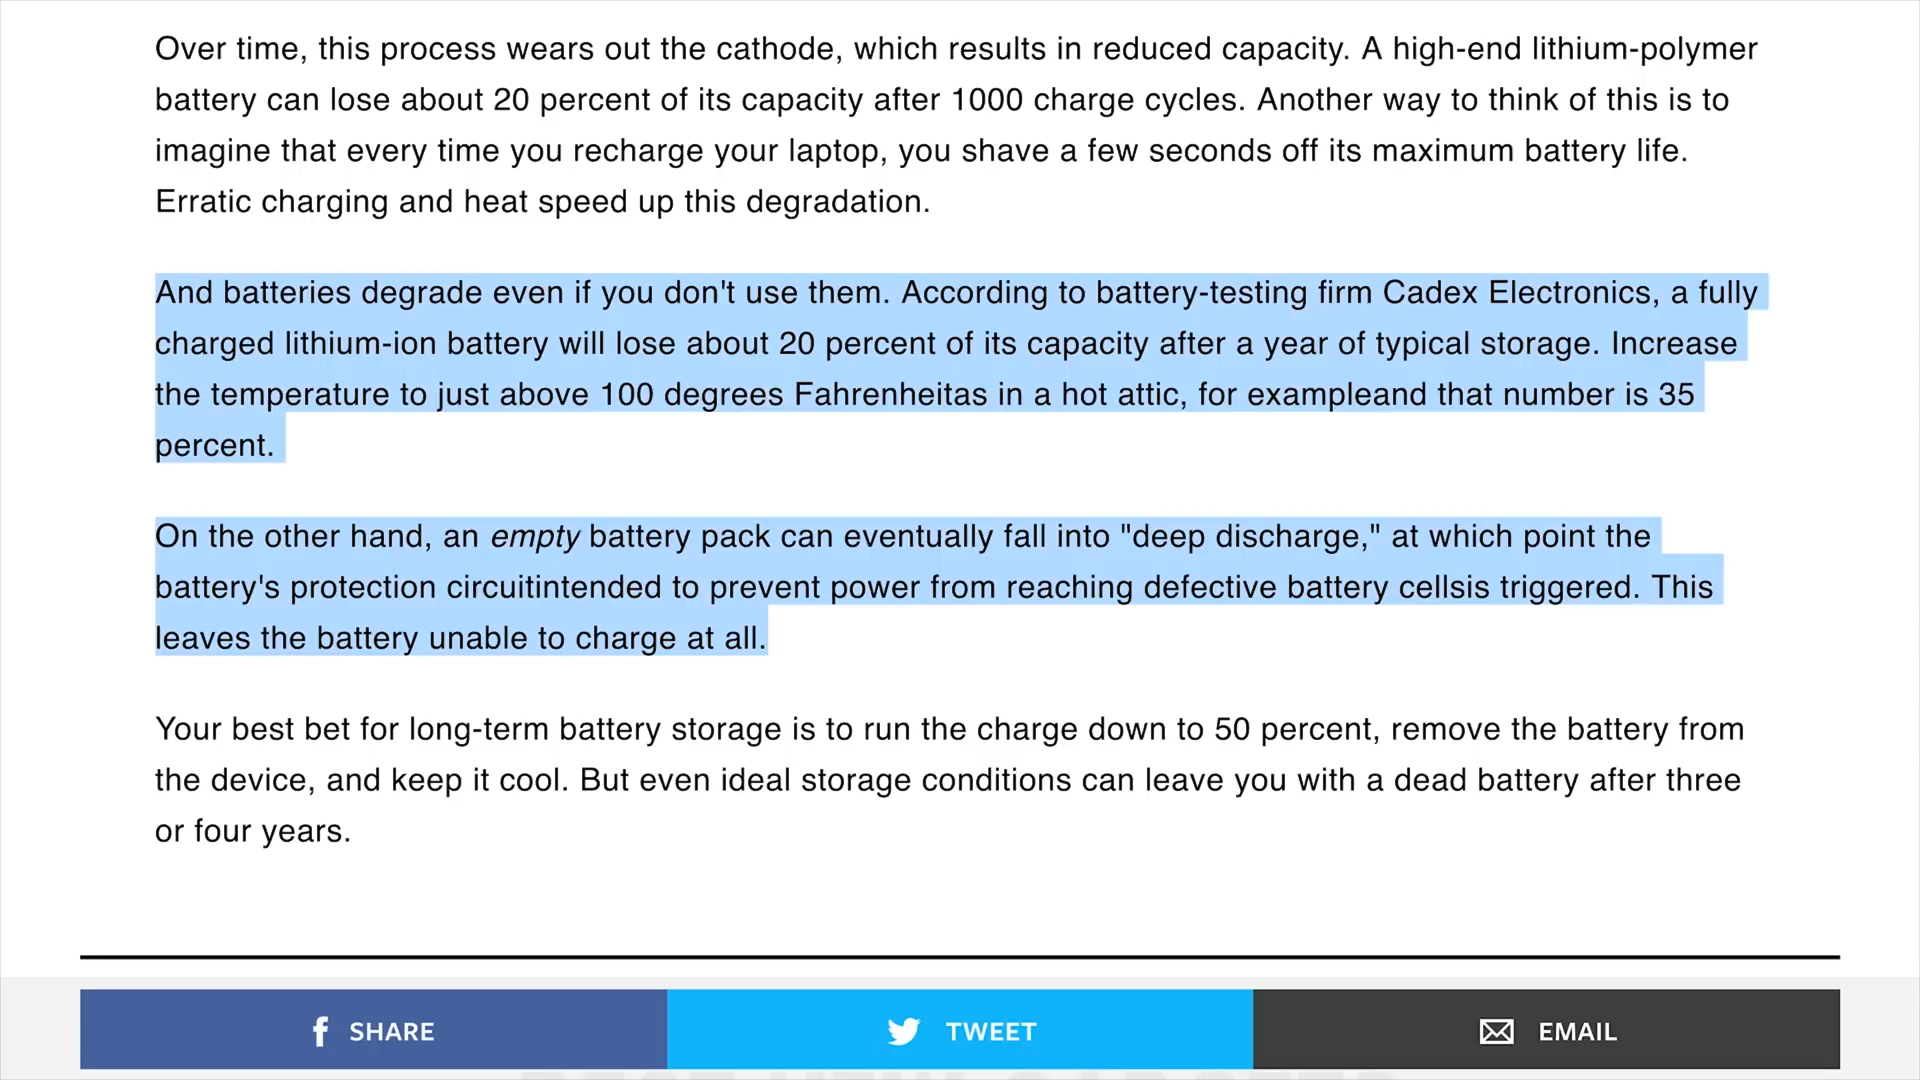 Over time, this process wears out the cathode, which results in reduced capacity. A high-end lithium-polymer
battery can lose about 20 percent of its capacity after 1000 charge cycles. Another way to think of this is to
imagine that every time you recharge your laptop, you shave a few seconds off its maximum battery life.
Erratic charging and heat speed up this degradation.
And batteries degrade even if you don't use them. According to battery-testing firm Cadex Electronics, a fully
charged lithium-ion battery will lose about 20 percent of its capacity after a year of typical storage. Increase
the temperature to just above 100 degrees Fahrenheitas in a hot attic, for exampleand that number is 35
percent.
On the other hand, an empty battery pack can eventually fall into "deep discharge," at which point the
battery's protection circuitintended to prevent power from reaching defective battery cellsis triggered. This
leaves the battery unable to charge at all.
Your best bet for long-term battery storage is to run the charge down to 50 percent, remove the battery from
the device, and keep it cool. But even ideal storage conditions can leave you with a dead battery after three
or four years.
SHARE
TWEET
EMAIL